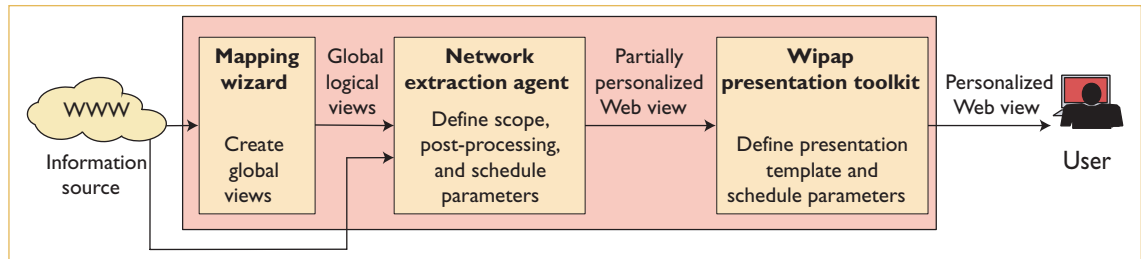 WWW
Information
source
Mapping
wizard
Create
global
views
Global
logical
views
Network
extraction agent
Define scope,
post-processing,
and schedule
parameters
Partially
personalized
Web view
Wipap
presentation toolkit
Define presentation
template and
schedule parameters
Personalized
Web view
User